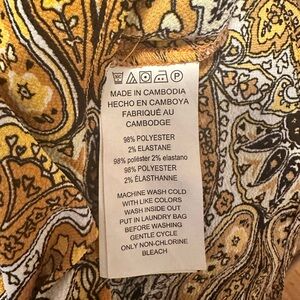 MADE IN CAMBODIA
HECHO EN CAMBOYA
FABRIQUÉ AU
CAMBODGE
98% POLYESTER
2% ELASTANE
98% poliéster 2% elastano
98% POLYESTER
2% ÉLASTHANNE
MACHINE WASH COLD
WITH LIKE COLORS
WASH INSIDE OUT
PUT IN LAUNDRY BAG
BEFORE WASHING
GENTLE CYCLE
ONLY NON-CHLORINE
BLEACH